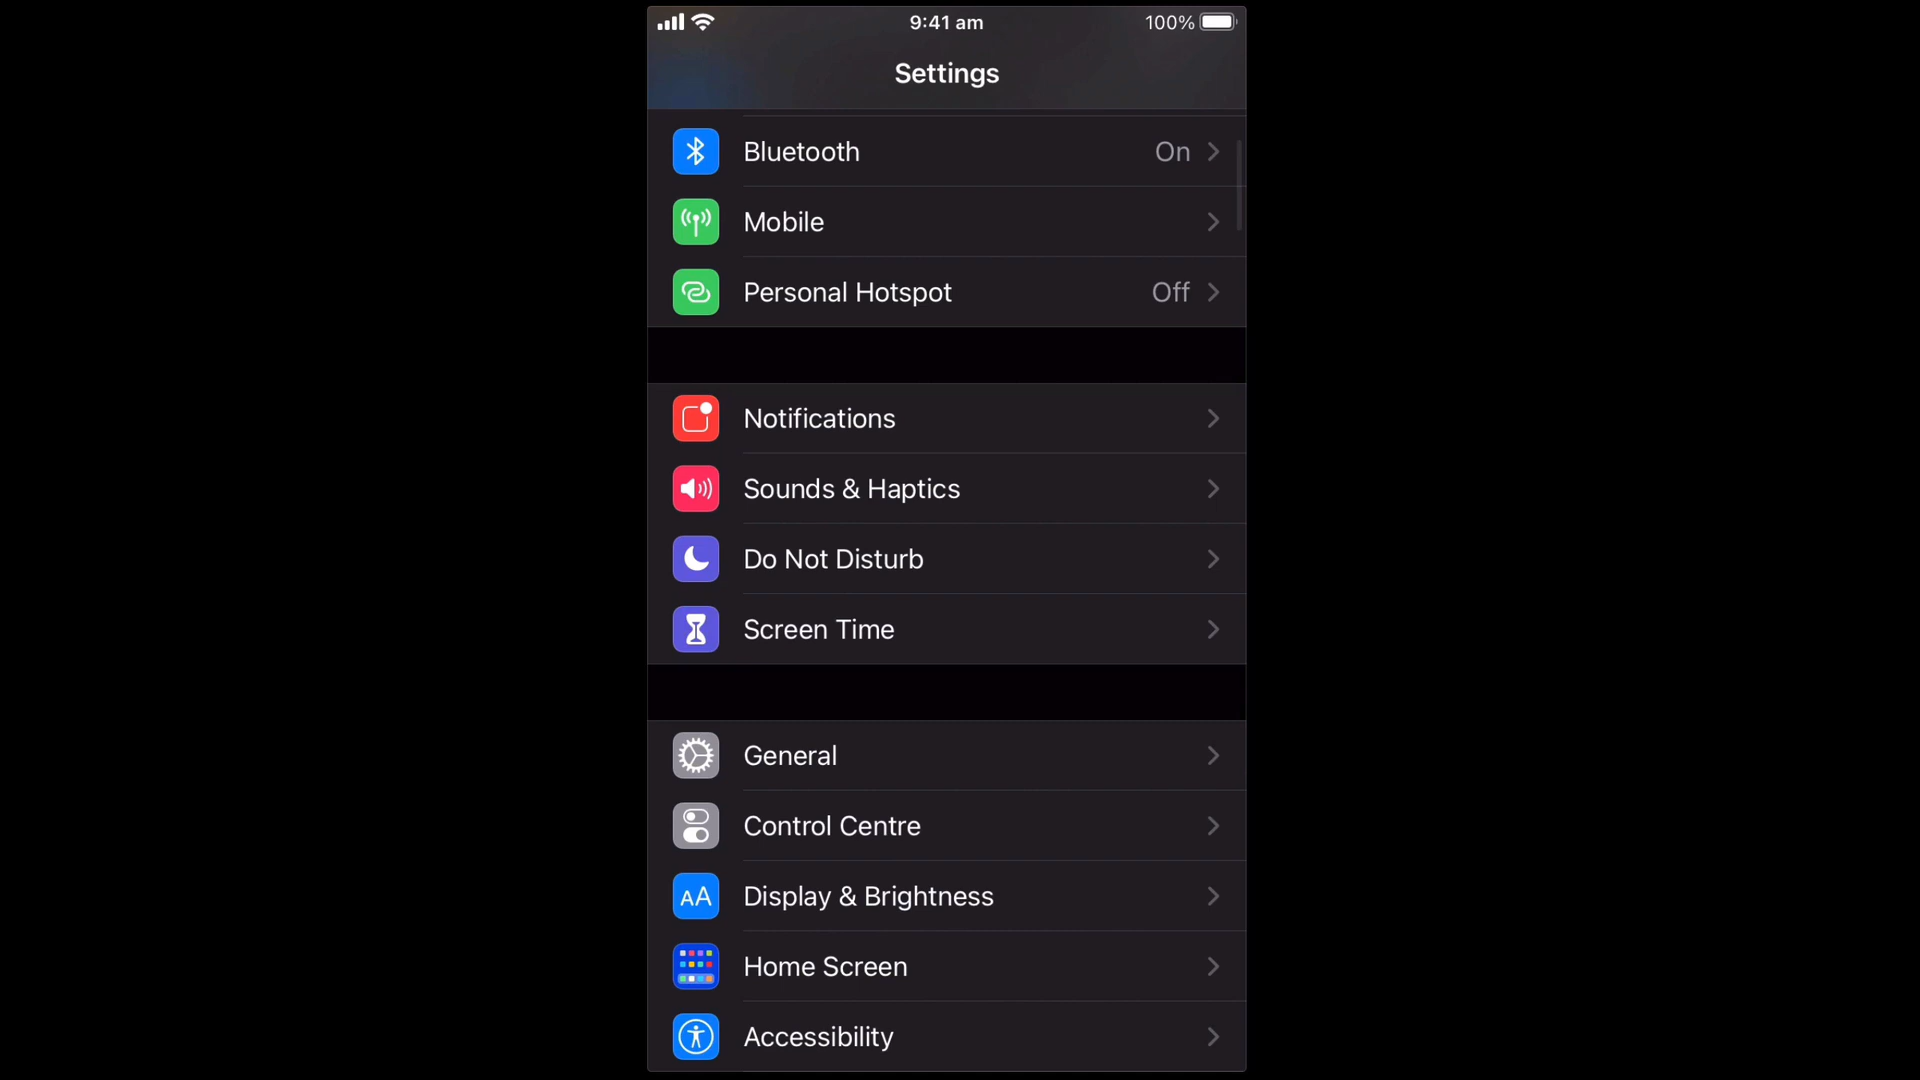 9:41 am 100%
Settings
Bluetooth On
Mobile
Personal Hotspot Off
Notifications
Sounds & Haptics
Do Not Disturb
Screen Time
General
Control Centre
AA Display & Brightness
Home Screen
Accessibility